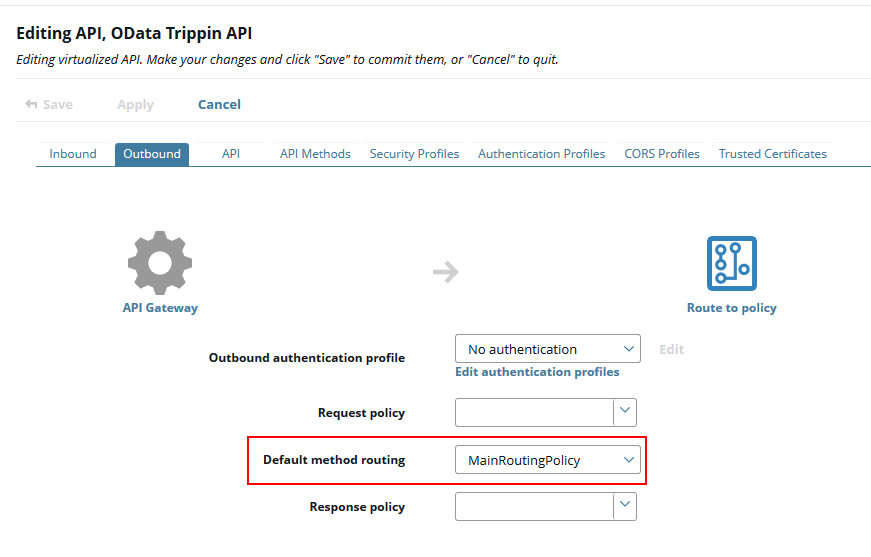 Editing API, OData Trippin API
Editing virtualized API. Make your changes and click "Save" to commit them, or "Cancel" to quit.
Save Apply Cancel
Inbound Outbound API API Methods Security Profiles Authentication Profiles CORS Profiles Trusted Certificates
API Gateway Route to policy
Outbound authentication profile No authentication Edit
Edit authentication profiles
Request policy
Default method routing MainRoutingPolicy
Response policy